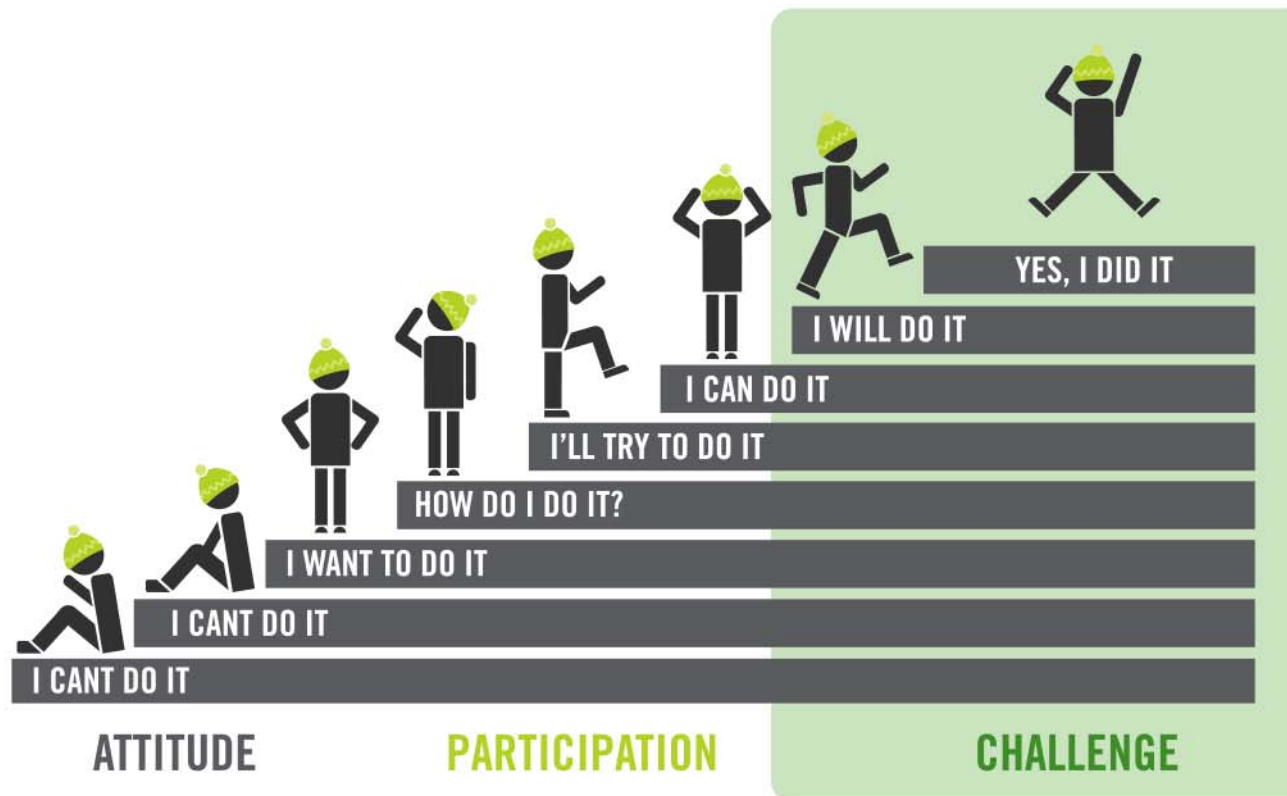 YES, I DID IT
I WILL DO IT
I CAN DO IT
I'LL TRY TO DO IT
HOW DO I DO IT?
I WANT TO DO IT
I CANT DO IT
I CANT DO IT
ATTITUDE PARTICIPATION CHALLENGE